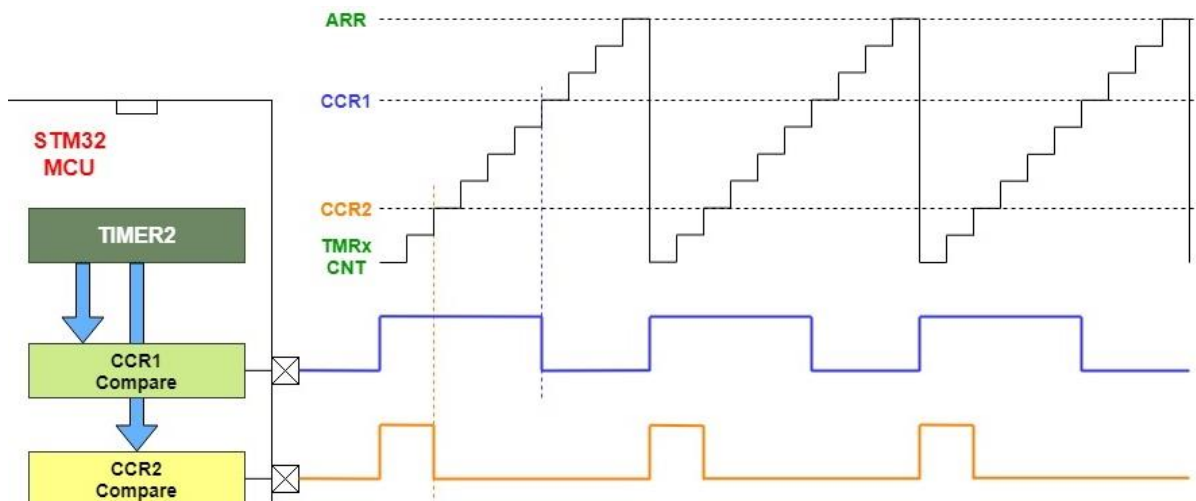 ARR
CCR1
STM32
MCU
CCR2
TIMER2
TMRx
CNT
CCR1
Compare
CCR2
Compare